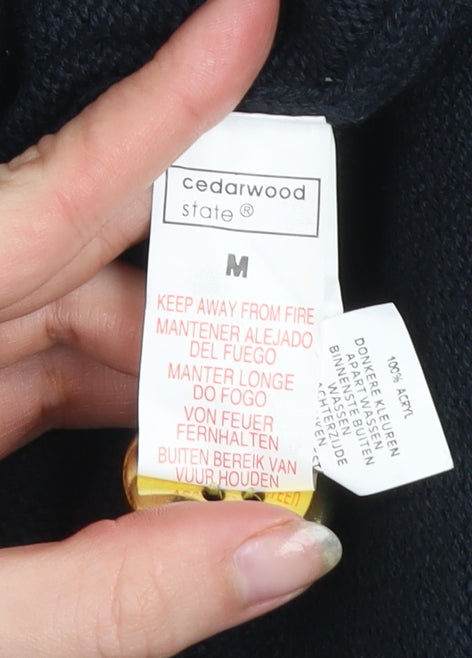 cedarwood
state®
M
KEEP AWAY FROM FIRE
MANTENER ALEJADO
DEL FUEGO
MANTER LONGE
DO FOGO
VON FEUER
FERNHALTEN
BUITEN BEREIK VAN
VUUR HOUDEN
100% ACRYL
DONKERE KLEUREN
APART WASSEN
BINNENSTE BUITEN
WASSEN
ACHTERZIJDE